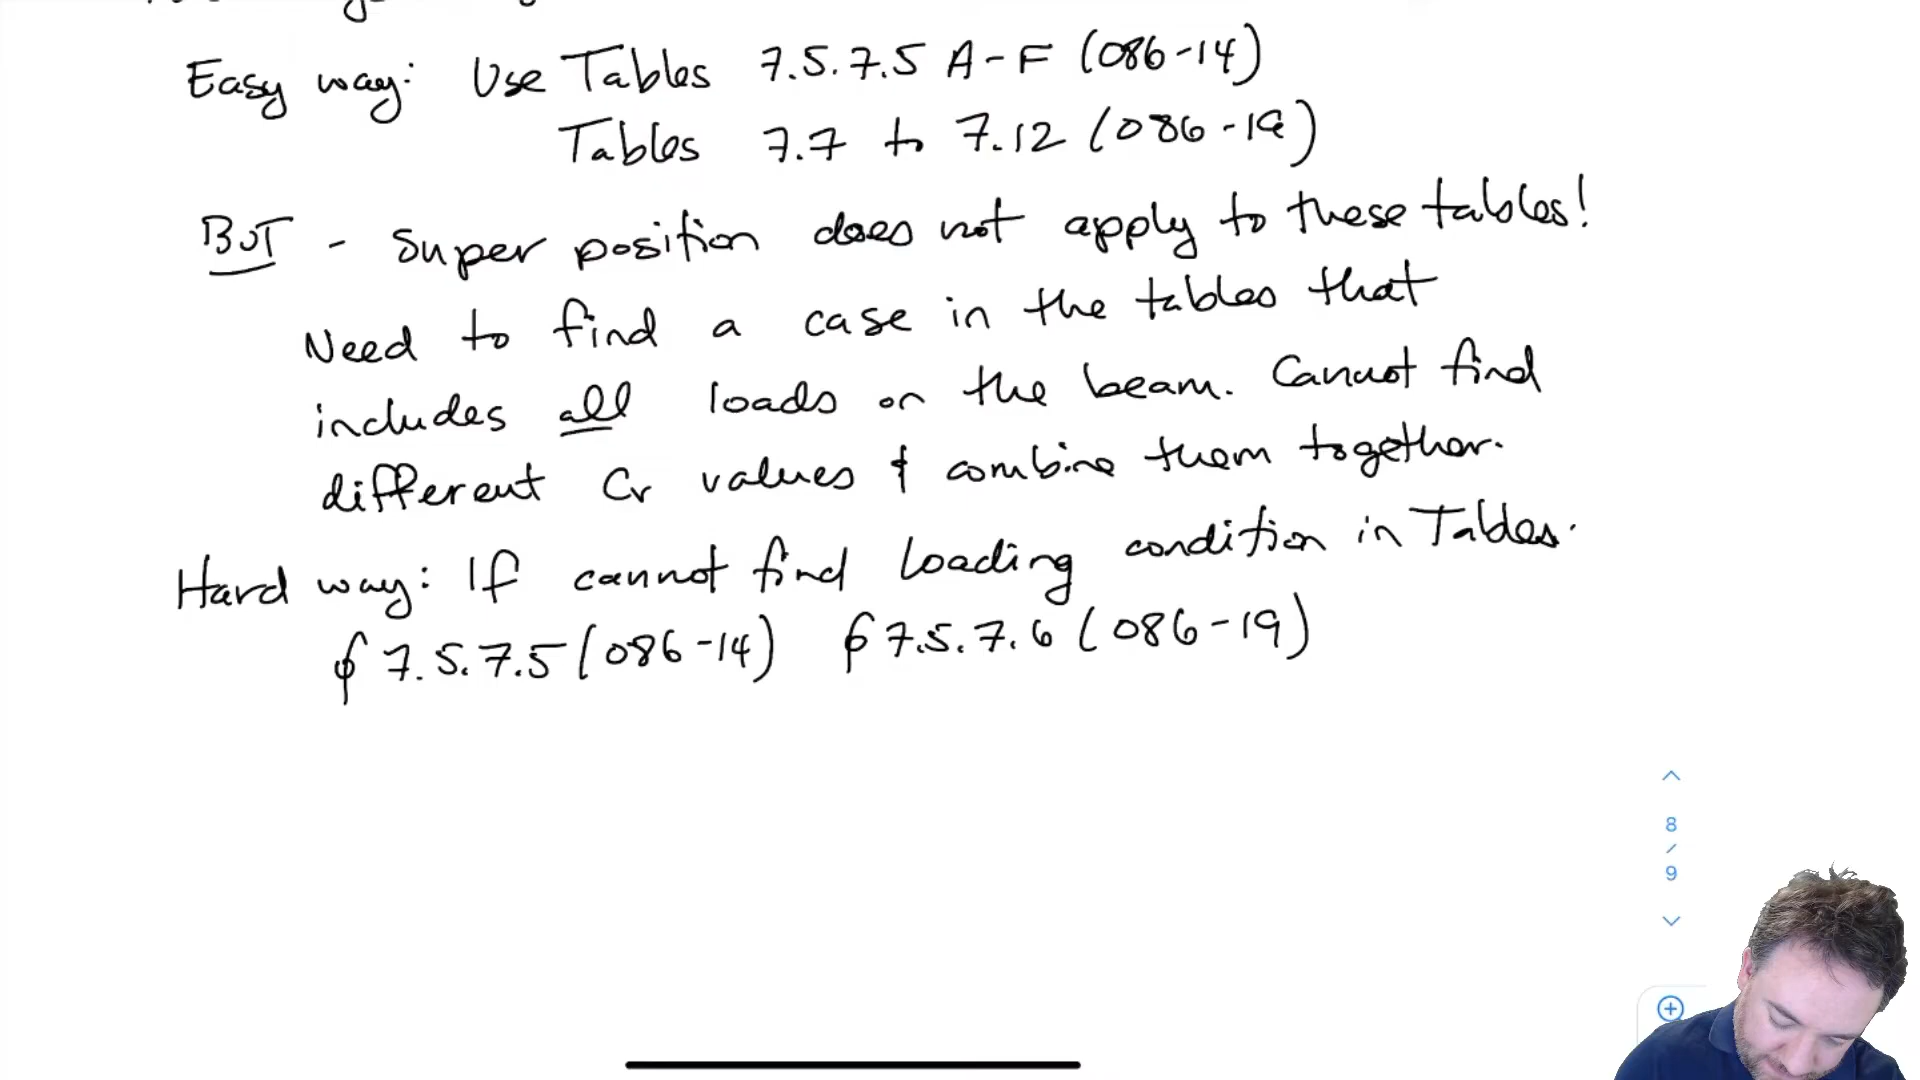 Easy way: Use Tables 7.5.7.5 A-F (086-14)
Tables 7.7 to 7.12 (086-19)
BUT - Super position does not apply to these tables!
Need to find a case in the tables that
includes all loads on the beam. Cannot find
different Cv values & combine them together.
Hard way: If cannot find loading condition in Tables.
§ 7.5.7.5 (086-14) § 7.5.7.6 (086-19)
8
/
9